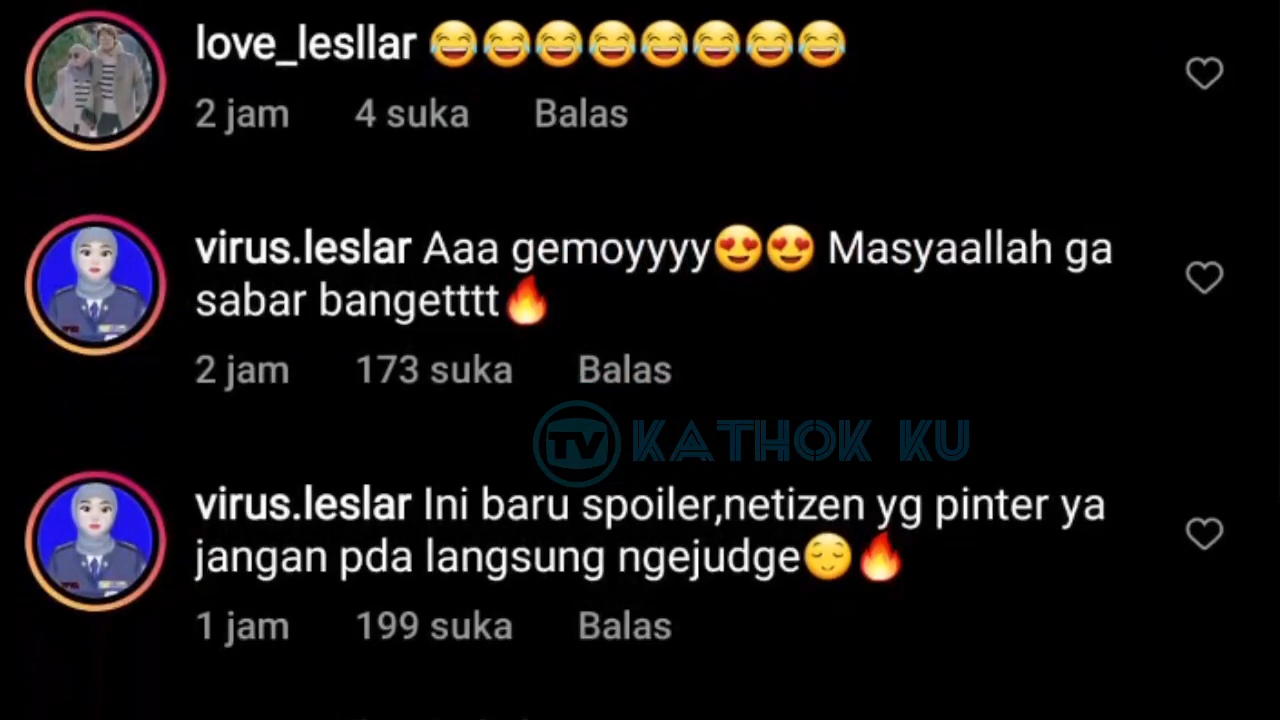 love_lesllar 😂😂😂😂😂😂😂😂
2 jam 4 suka Balas
virus.leslar Aaa gemoyyyy😍😍 Masyaallah ga
sabar bangetttt🔥
2 jam 173 suka Balas
TV KATHOK KU
virus.leslar Ini baru spoiler,netizen yg pinter ya
jangan pda langsung ngejudge😌🔥
1 jam 199 suka Balas